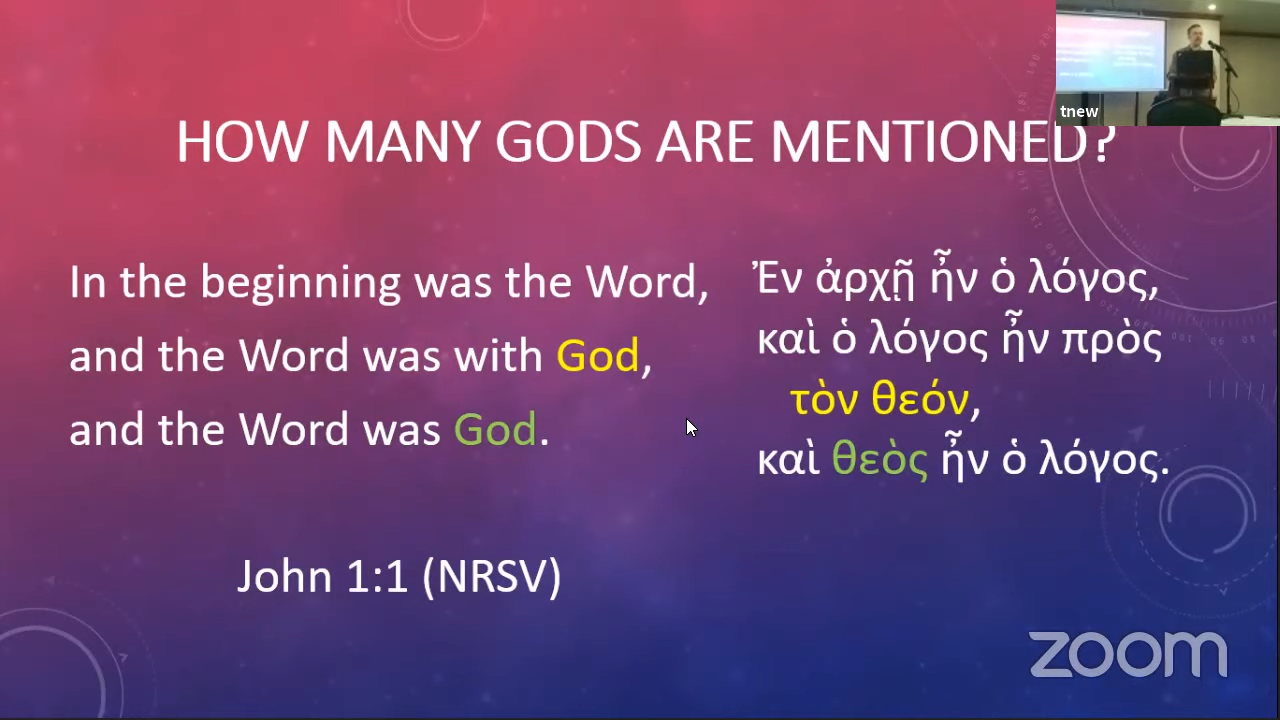 HOW MANY GODS ARE MENTIONED?
In the beginning was the Word,
and the Word was with God,
and the Word was God.
John 1:1 (NRSV)
Ἐν ἀρχῇ ἦν ὁ λόγος,
καὶ ὁ λόγος ἦν πρὸς
τὸν θεόν,
καὶ θεὸς ἦν ὁ λόγος.
tnew
zoom